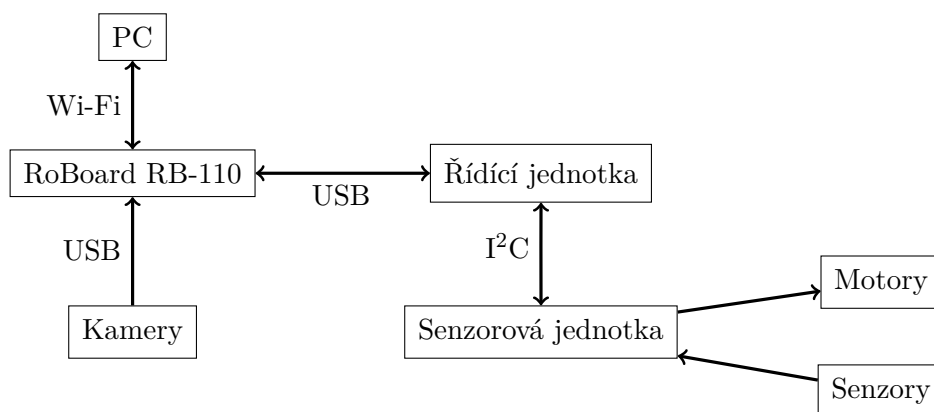 PC
Wi-Fi
RoBoard RB-110
USB
Řídící jednotka
USB
I²C
Motory
Kamery
Senzorová jednotka
Senzory